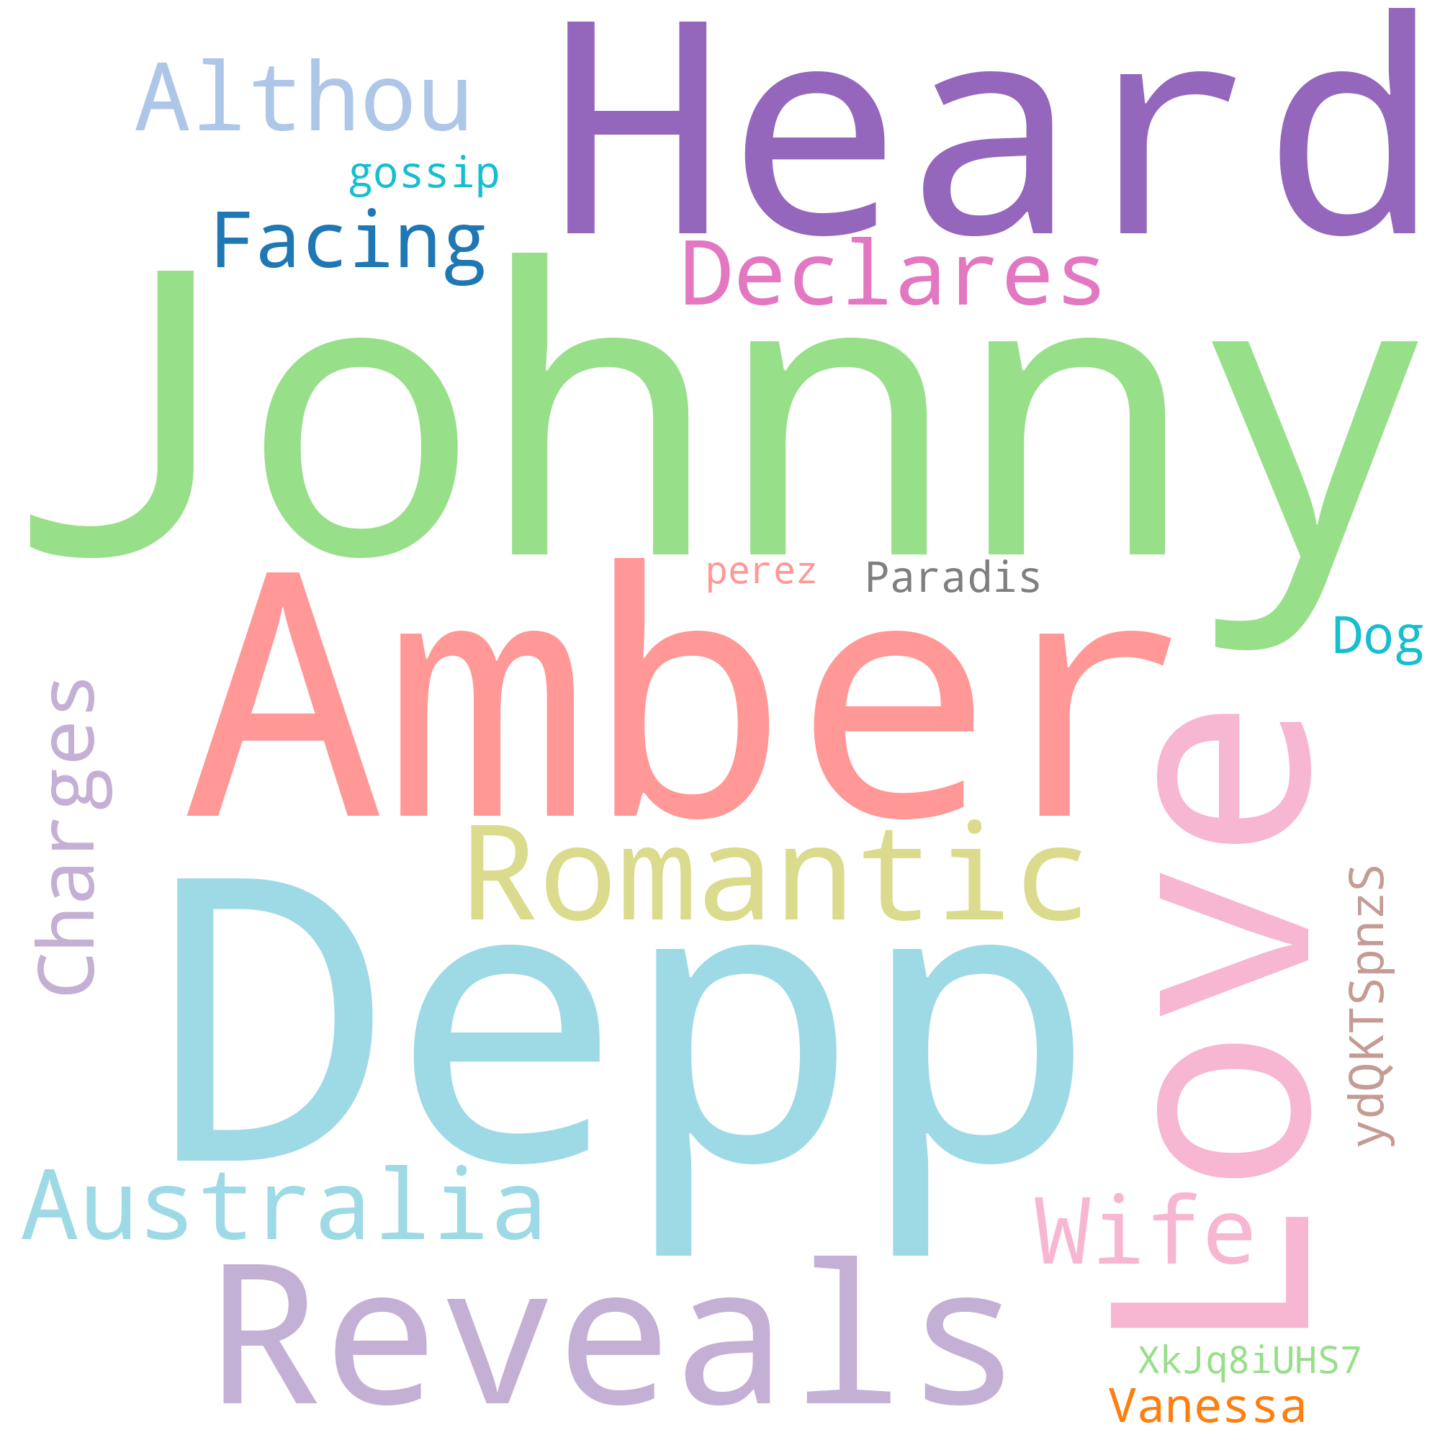 Heard
Althou
gossip
Facing
Declares
Johnny
perez
Paradis
Amber
Dog
Charges
Love
Romantic
Depp
ydQKTSpnzS
Australia
Wife
Reveals
XkJq8iUHS7
Vanessa